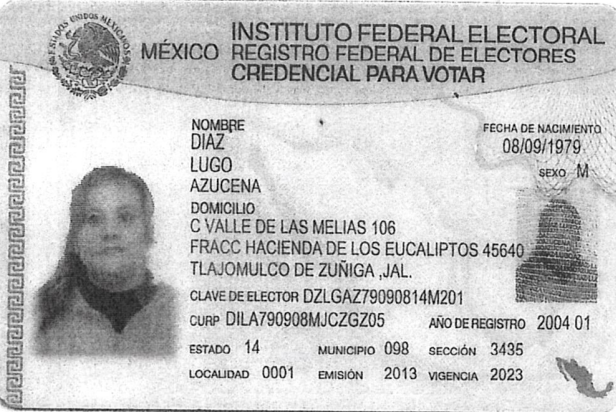 ESTADOS UNIDOS MEXICANOS
INSTITUTO FEDERAL ELECTORAL
MÉXICO REGISTRO FEDERAL DE ELECTORES
CREDENCIAL PARA VOTAR
NOMBRE
DIAZ
LUGO
AZUCENA
FECHA DE NACIMIENTO
08/09/1979
SEXO M
DOMICILIO
C VALLE DE LAS MELIAS 106
FRACC HACIENDA DE LOS EUCALIPTOS 45640
TLAJOMULCO DE ZUÑIGA ,JAL.
CLAVE DE ELECTOR DZLGAZ79090814M201
CURP DILA790908MJCZGZ05 AÑO DE REGISTRO 2004 01
ESTADO 14 MUNICIPIO 098 SECCIÓN 3435
LOCALIDAD 0001 EMISIÓN 2013 VIGENCIA 2023